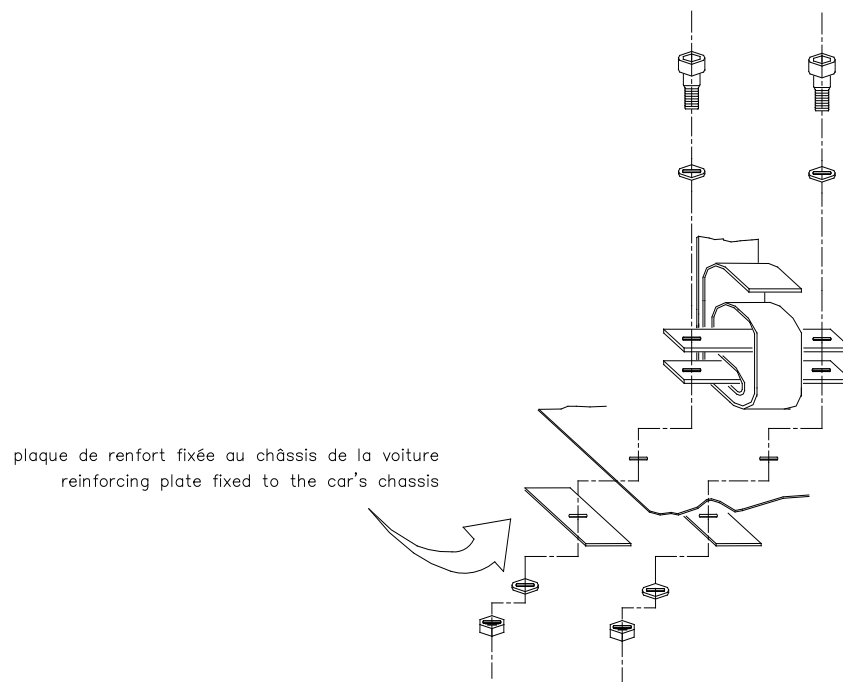 plaque de renfort fixée au châssis de la voiture
reinforcing plate fixed to the car's chassis